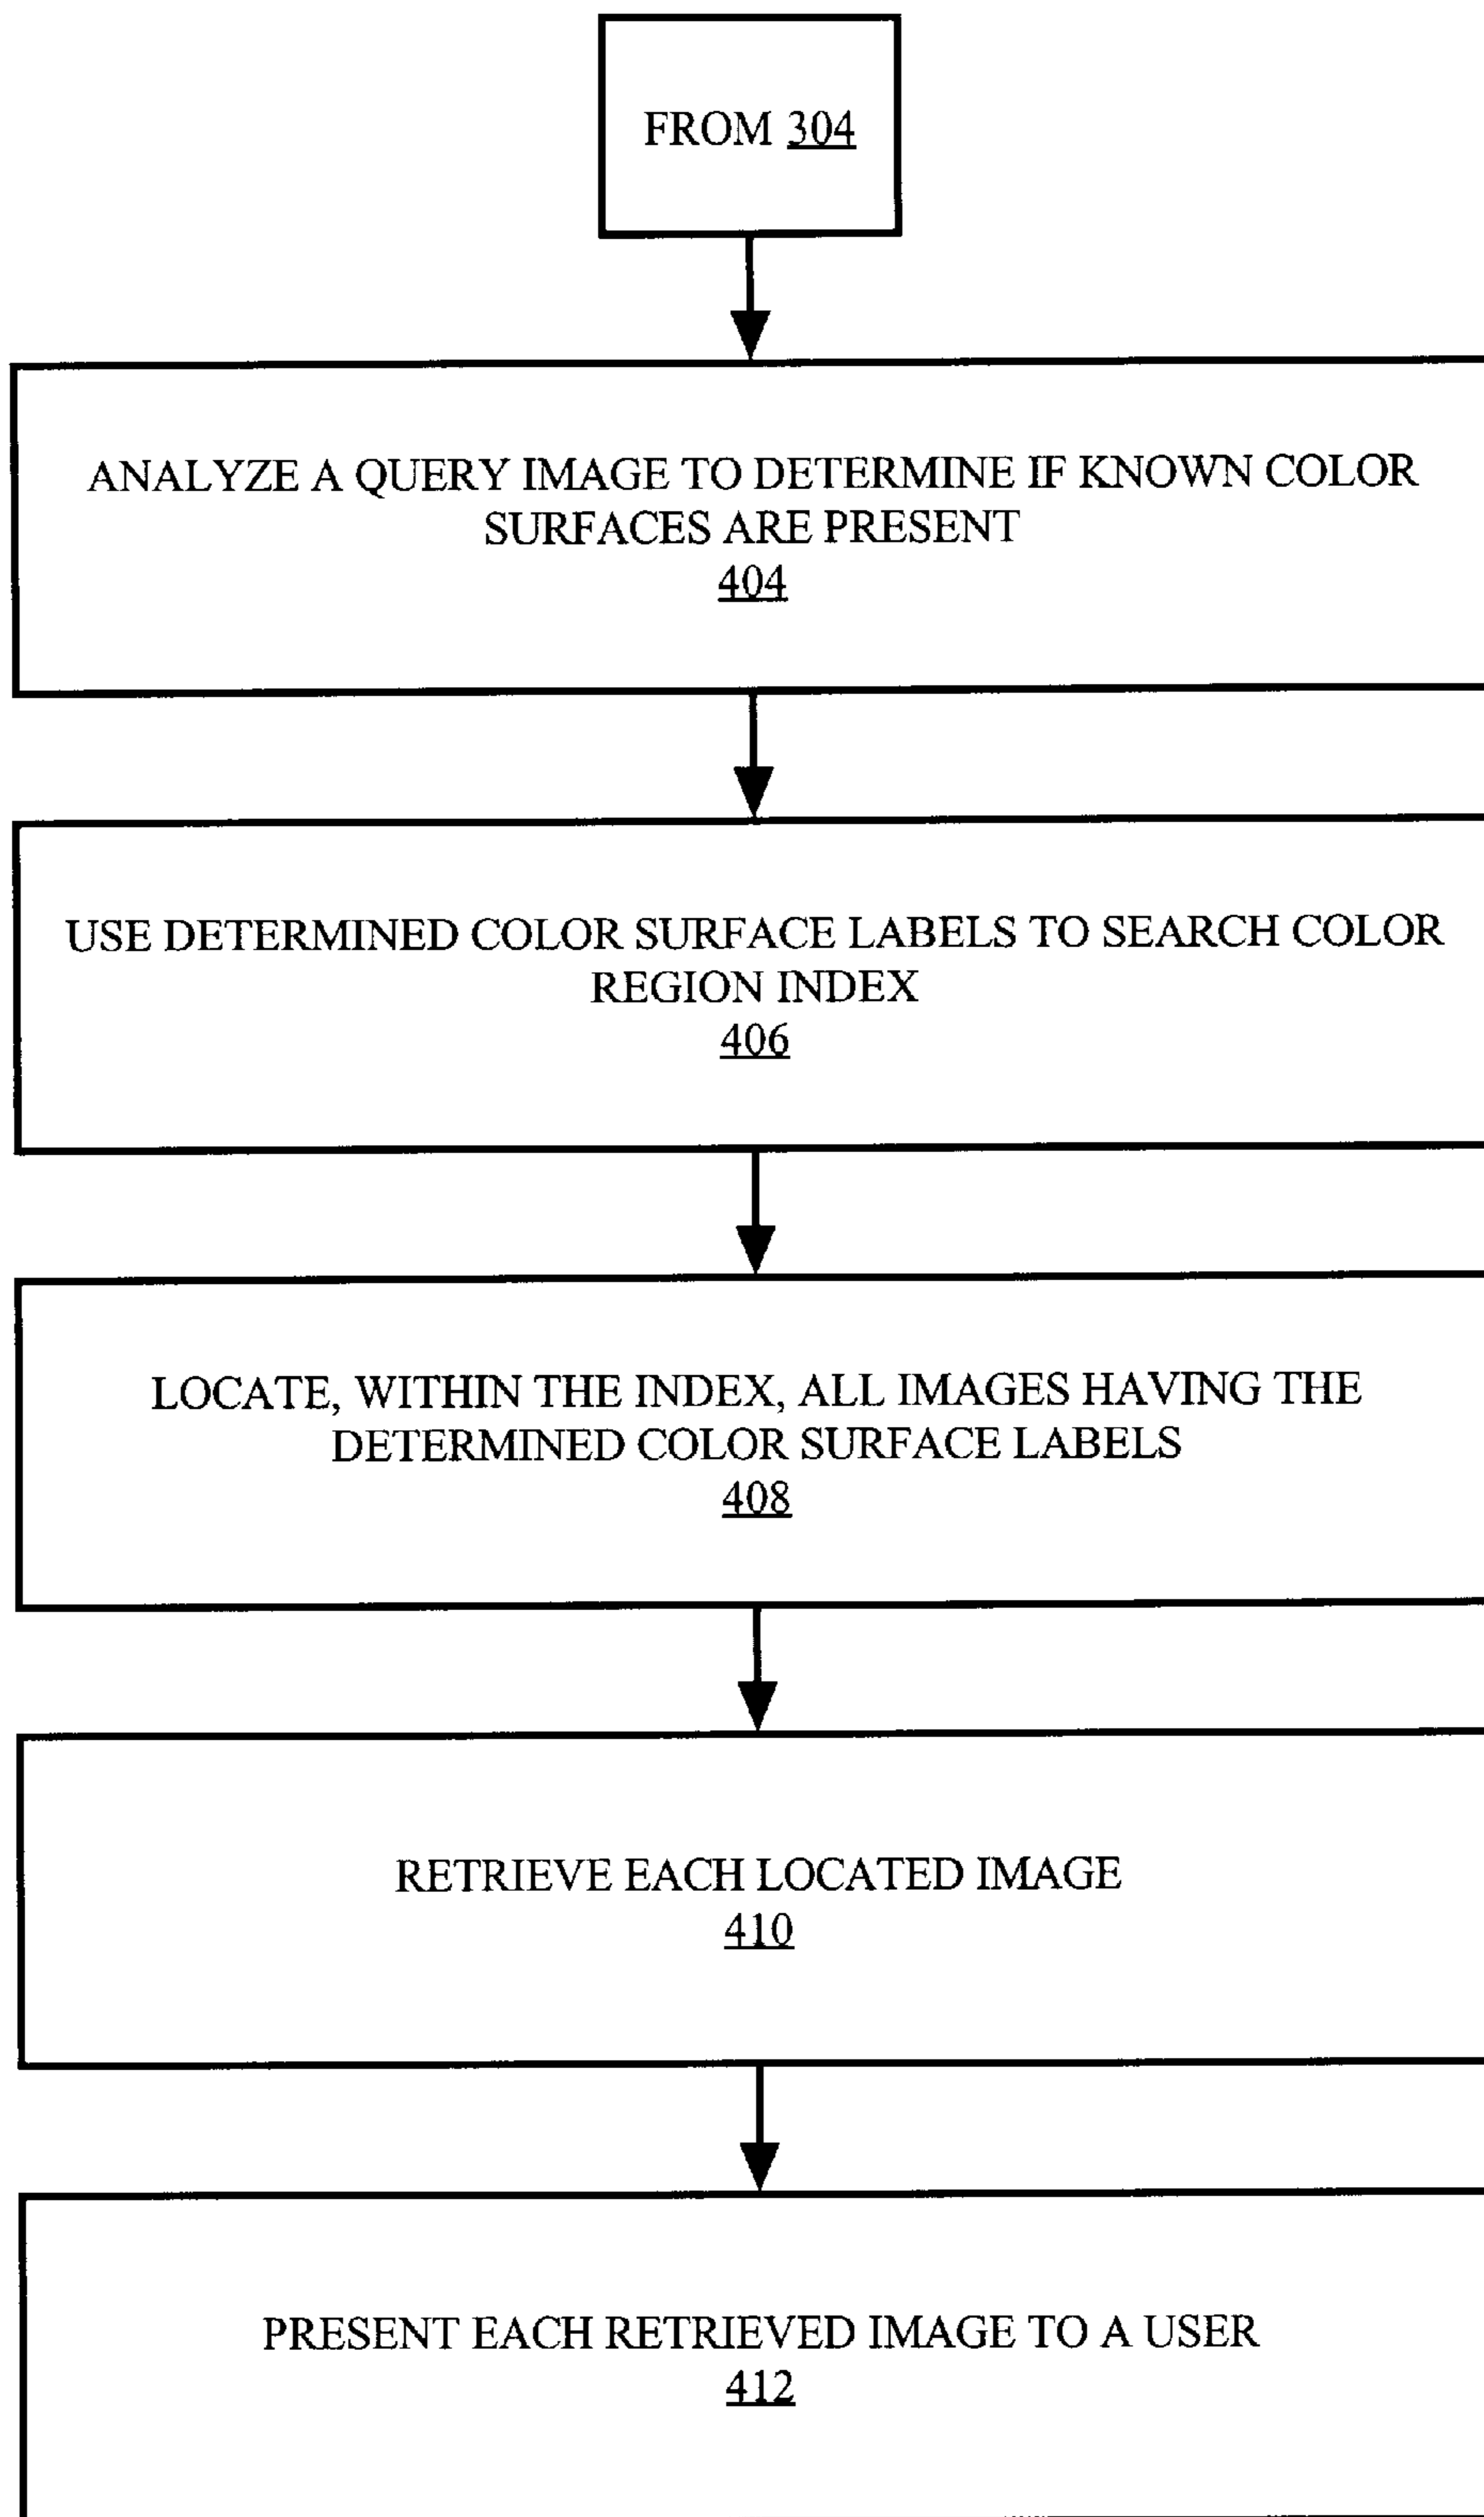 FROM 304
ANALYZE A QUERY IMAGE TO DETERMINE IF KNOWN COLOR
SURFACES ARE PRESENT
404
USE DETERMINED COLOR SURFACE LABELS TO SEARCH COLOR
REGION INDEX
406
LOCATE, WITHIN THE INDEX, ALL IMAGES HAVING THE
DETERMINED COLOR SURFACE LABELS
408
RETRIEVE EACH LOCATED IMAGE
410
PRESENT EACH RETRIEVED IMAGE TO A USER
412